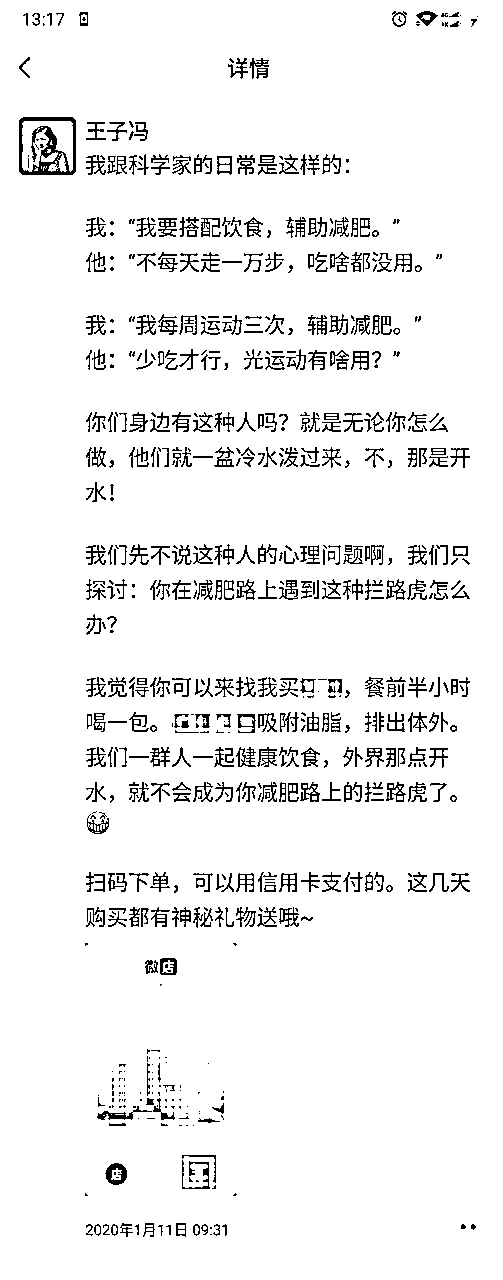 13:17
详情
王子冯
我跟科学家的日常是这样的：
我：“我要搭配饮食，辅助减肥。”
他：“不每天走一万步，吃啥都没用。”
我：“我每周运动三次，辅助减肥。”
他：“少吃才行，光运动有啥用？”
你们身边有这种人吗？就是无论你怎么
做，他们就一盆冷水泼过来，不，那是开
水！
我们先不说这种人的心理问题啊，我们只
探讨：你在减肥路上遇到这种拦路虎怎么
办？
我觉得你可以来找我买，餐前半小时
喝一包。吸附油脂，排出体外。
我们一群人一起健康饮食，外界那点开
水，就不会成为你减肥路上的拦路虎了。
扫码下单，可以用信用卡支付的。这几天
购买都有神秘礼物送哦~
微店
店
2020年1月11日 09:31